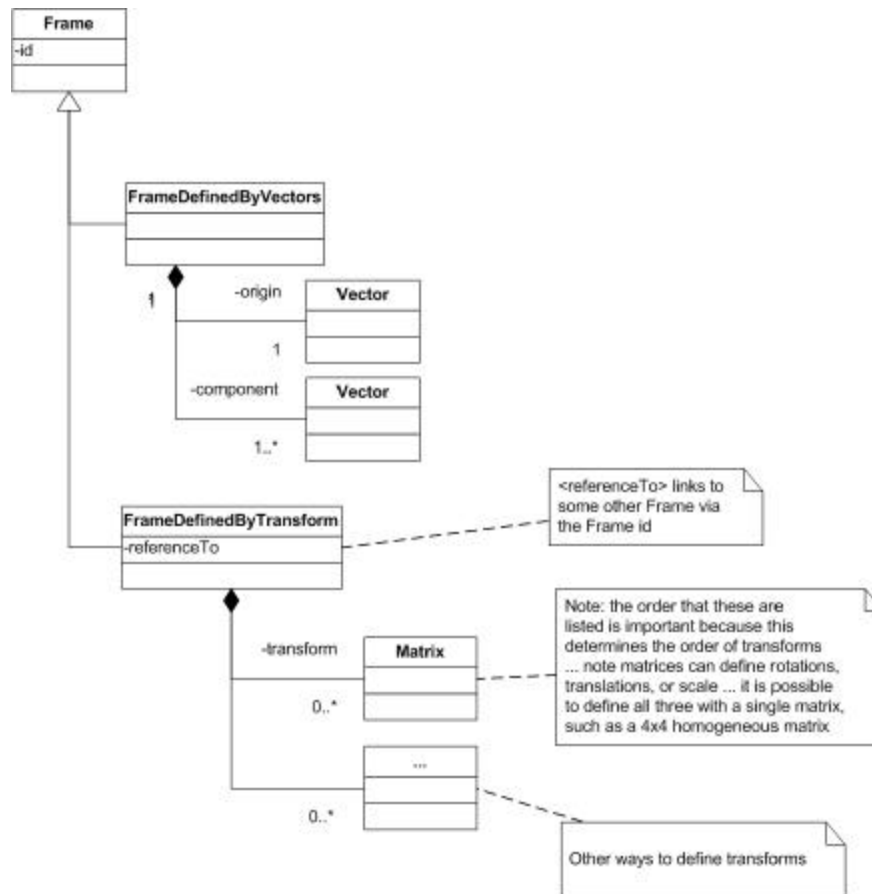 Frame
-id
FrameDefinedByVectors
-origin
Vector
1
1
-component
Vector
1..*
FrameDefinedByTransform
-referenceTo
<referenceTo> links to
some other Frame via
the Frame id
-transform
Matrix
0..*
Note: the order that these are
listed is important because this
determines the order of transforms
... note matrices can define rotations,
translations, or scale ... it is possible
to define all three with a single matrix,
such as a 4x4 homogeneous matrix
...
0..*
Other ways to define transforms